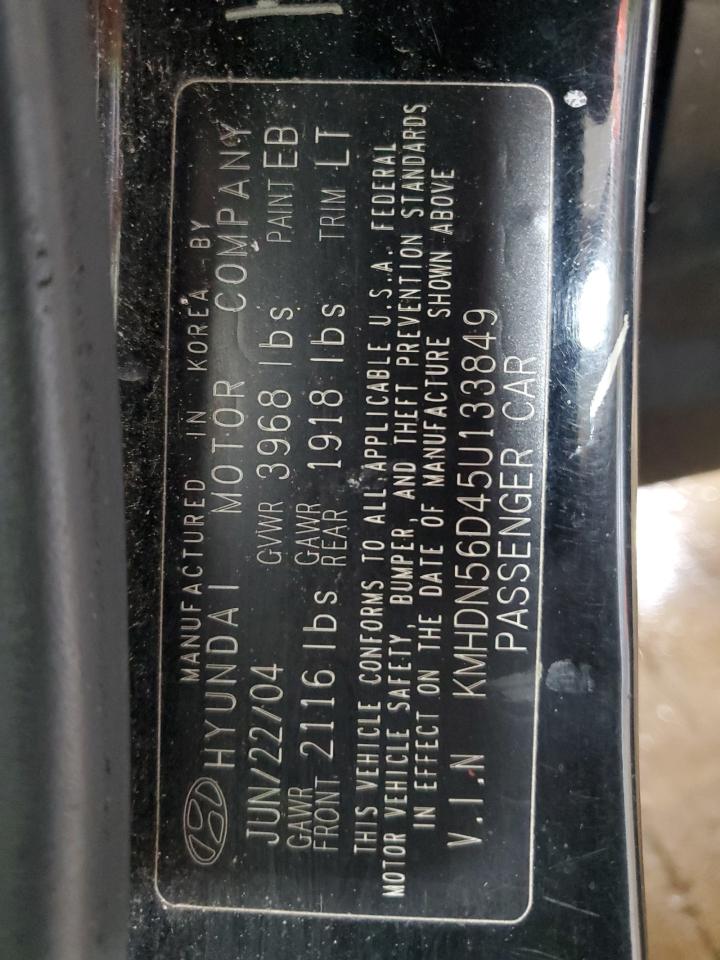 MANUFACTURED IN KOREA BY
HYUNDAI MOTOR COMPANY
JUN/22/04 GVWR 3968 lbs PAINT EB
GAWR FRONT 2116 lbs GAWR REAR 1918 lbs TRIM LT
THIS VEHICLE CONFORMS TO ALL APPLICABLE U.S.A. FEDERAL
MOTOR VEHICLE SAFETY, BUMPER, AND THEFT PREVENTION STANDARDS
IN EFFECT ON THE DATE OF MANUFACTURE SHOWN ABOVE
V.I.N KMHDN56D45U133849
PASSENGER CAR